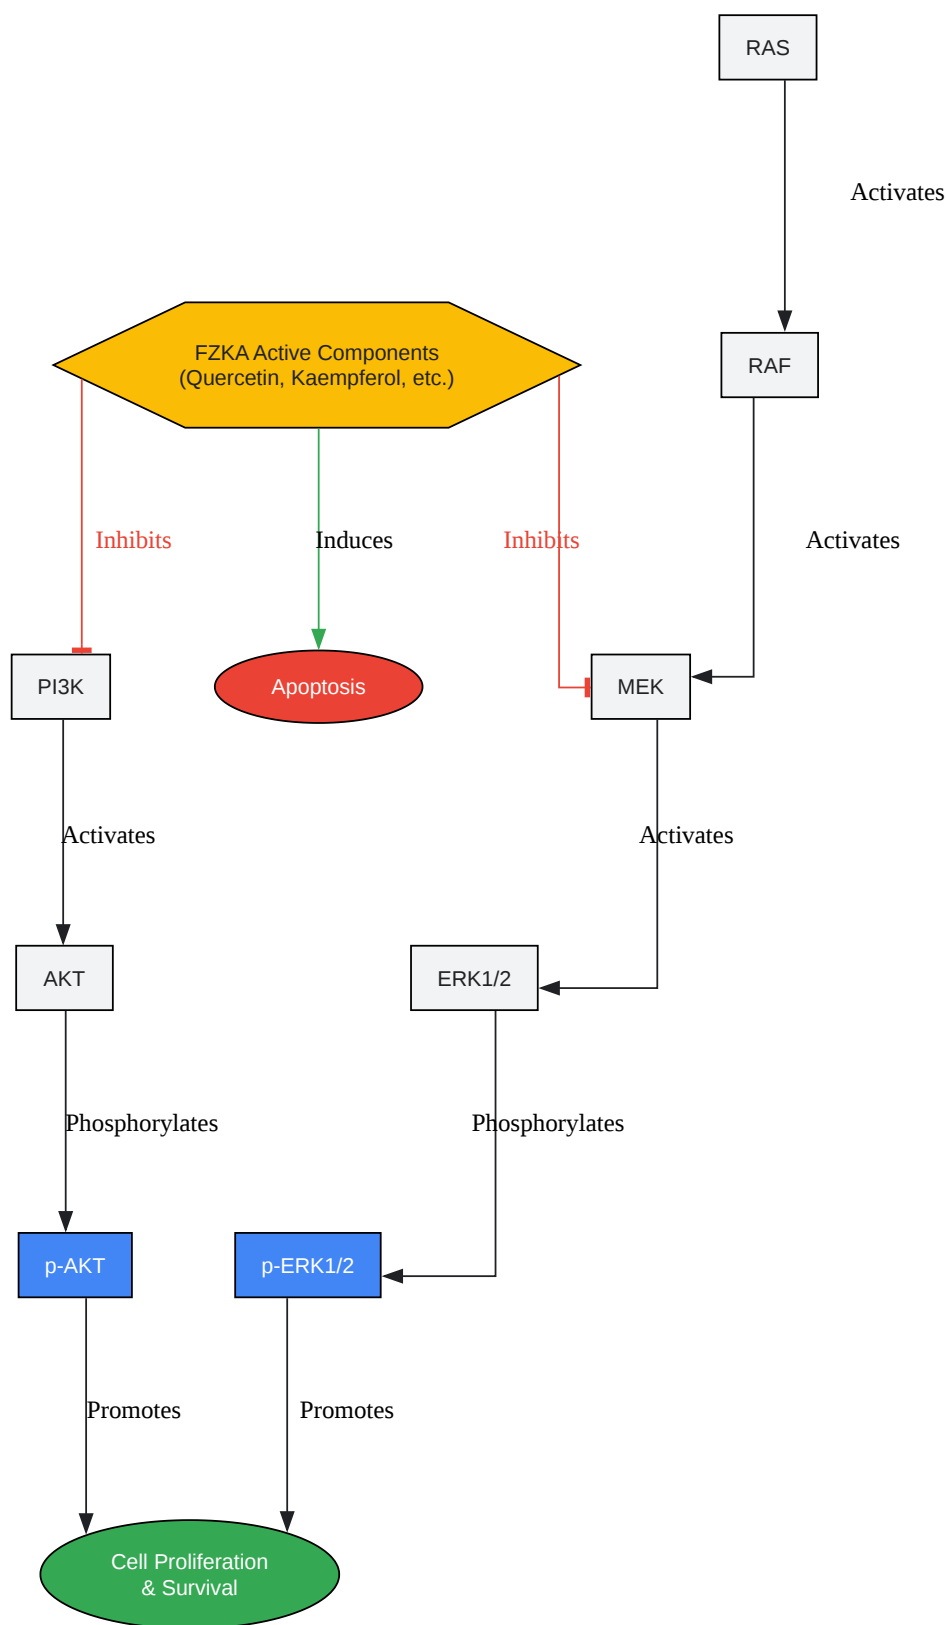 RAS
Activates
FZKA Active Components
(Quercetin, Kaempferol, etc.)
RAF
Inhibits
Induces
Inhibits
Activates
PI3K
Apoptosis
MEK
Activates
Activates
AKT
ERK1/2
Phosphorylates
Phosphorylates
p-AKT
p-ERK1/2
Promotes
Promotes
Cell Proliferation
& Survival